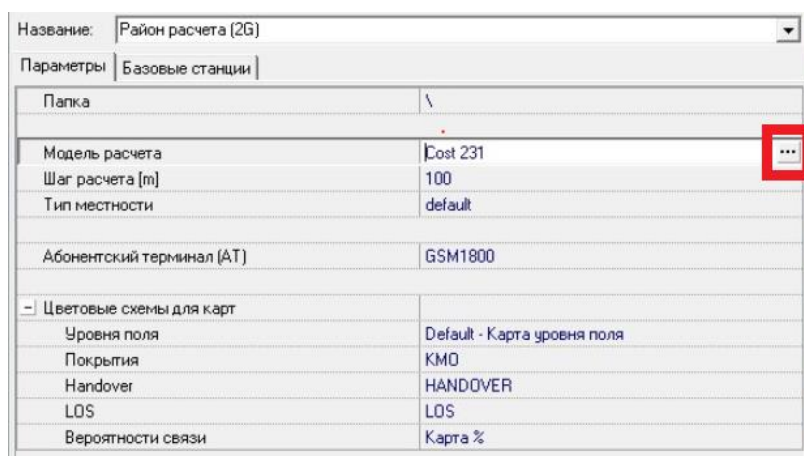 Название: Район расчета (2G)
Параметры Базовые станции
Папка \
Модель расчета Cost 231 ...
Шаг расчета [m] 100
Тип местности default
Абонентский терминал (АТ) GSM1800
Цветовые схемы для карт
Уровня поля Default - Карта уровня поля
Покрытия КМО
Handover HANDOVER
LOS LOS
Вероятности связи Карта %